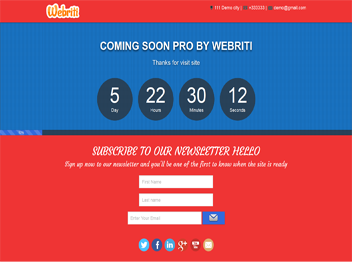 Webriti
111 Demo city | +333333 | demo@gmail.com
COMING SOON PRO BY WEBRITI
Thanks for visit site
5 22 30 12
Day Hours Minutes Seconds
SUBSCRIBE TO OUR NEWSLETTER HELLO
Sign up now to our newsletter and you'll be one of the first to know when the site is ready
First Name
Last name
Enter Your Email